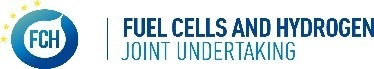 FCH
FUEL CELLS AND HYDROGEN
JOINT UNDERTAKING